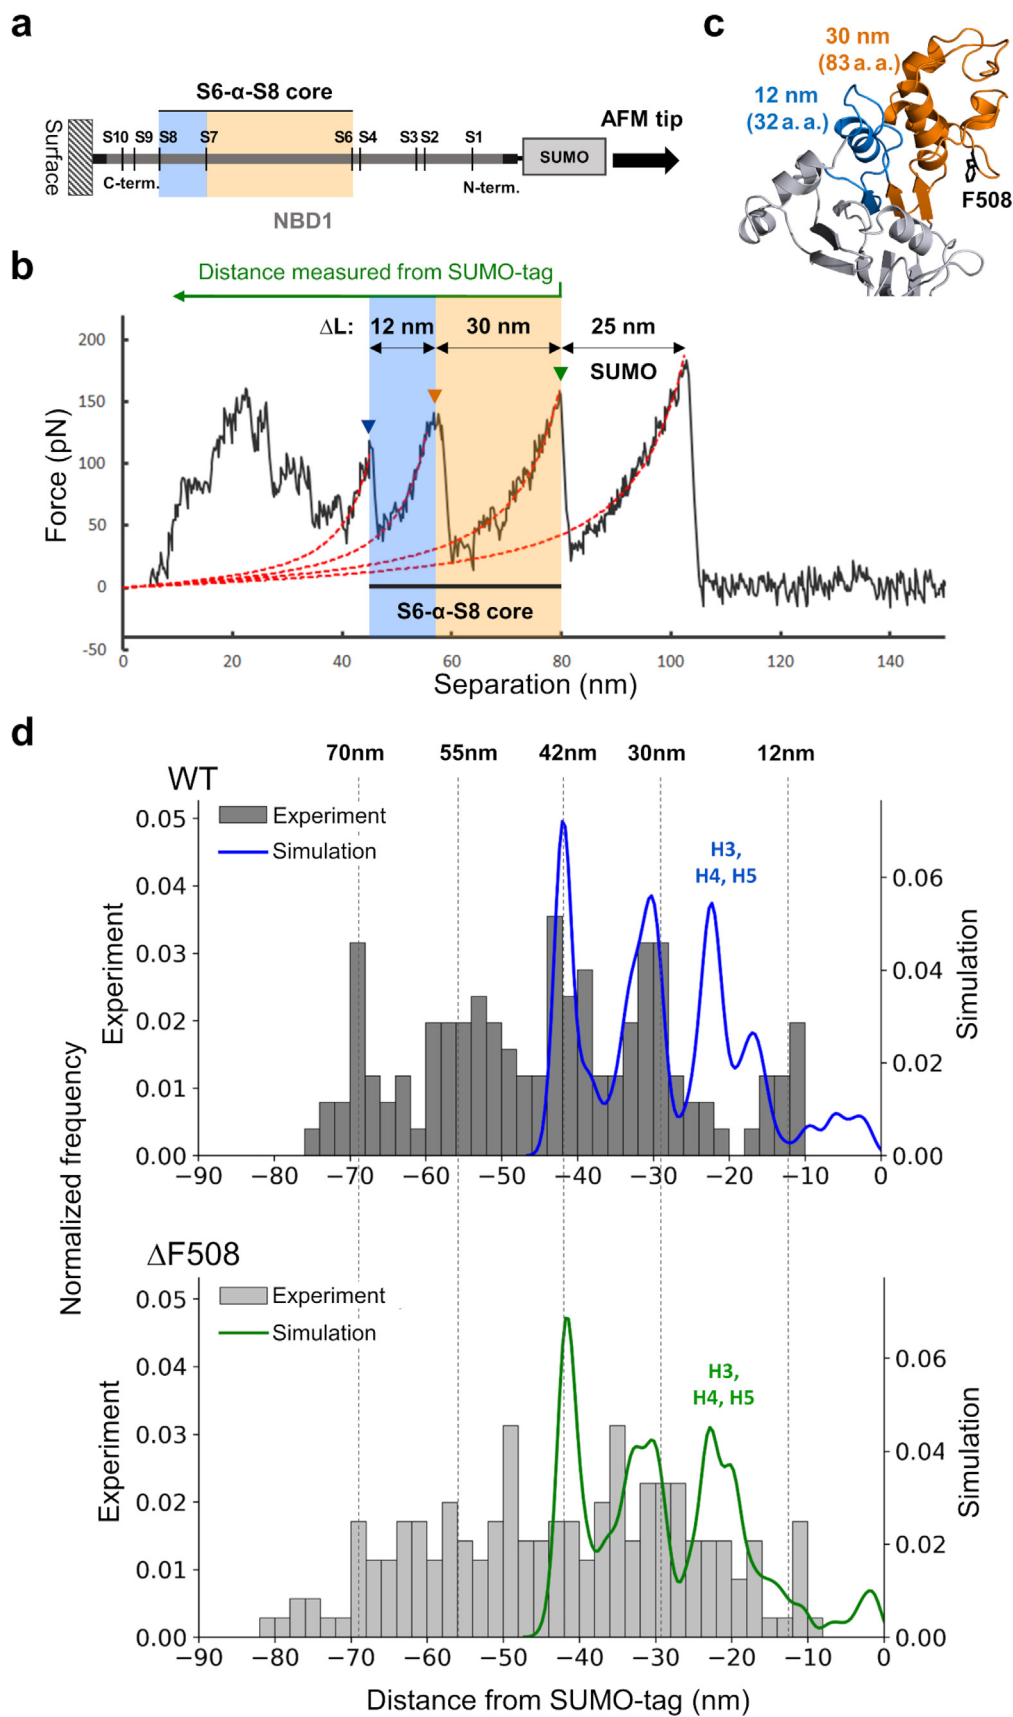 a
S6-α-S8 core
Surface
S10 S9 S8 S7 S6 S4 S3 S2 S1
C-term.
N-term.
NBD1
SUMO
AFM tip
c
30 nm
(83 a. a.)
12 nm
(32 a. a.)
F508
b
Distance measured from SUMO-tag
ΔL: 12 nm 30 nm 25 nm
SUMO
Force (pN)
200
150
100
50
0
-50
S6-α-S8 core
0 20 40 60 80 100 120 140
Separation (nm)
d
70nm 55nm 42nm 30nm 12nm
WT
Experiment
Simulation
H3,
H4, H5
Experiment
0.05
0.04
0.03
0.02
0.01
0.00
Simulation
0.06
0.04
0.02
0.00
−90 −80 −70 −60 −50 −40 −30 −20 −10 0
Normalized frequency
ΔF508
Experiment
Simulation
H3,
H4, H5
Experiment
0.05
0.04
0.03
0.02
0.01
0.00
Simulation
0.06
0.04
0.02
0.00
−90 −80 −70 −60 −50 −40 −30 −20 −10 0
Distance from SUMO-tag (nm)